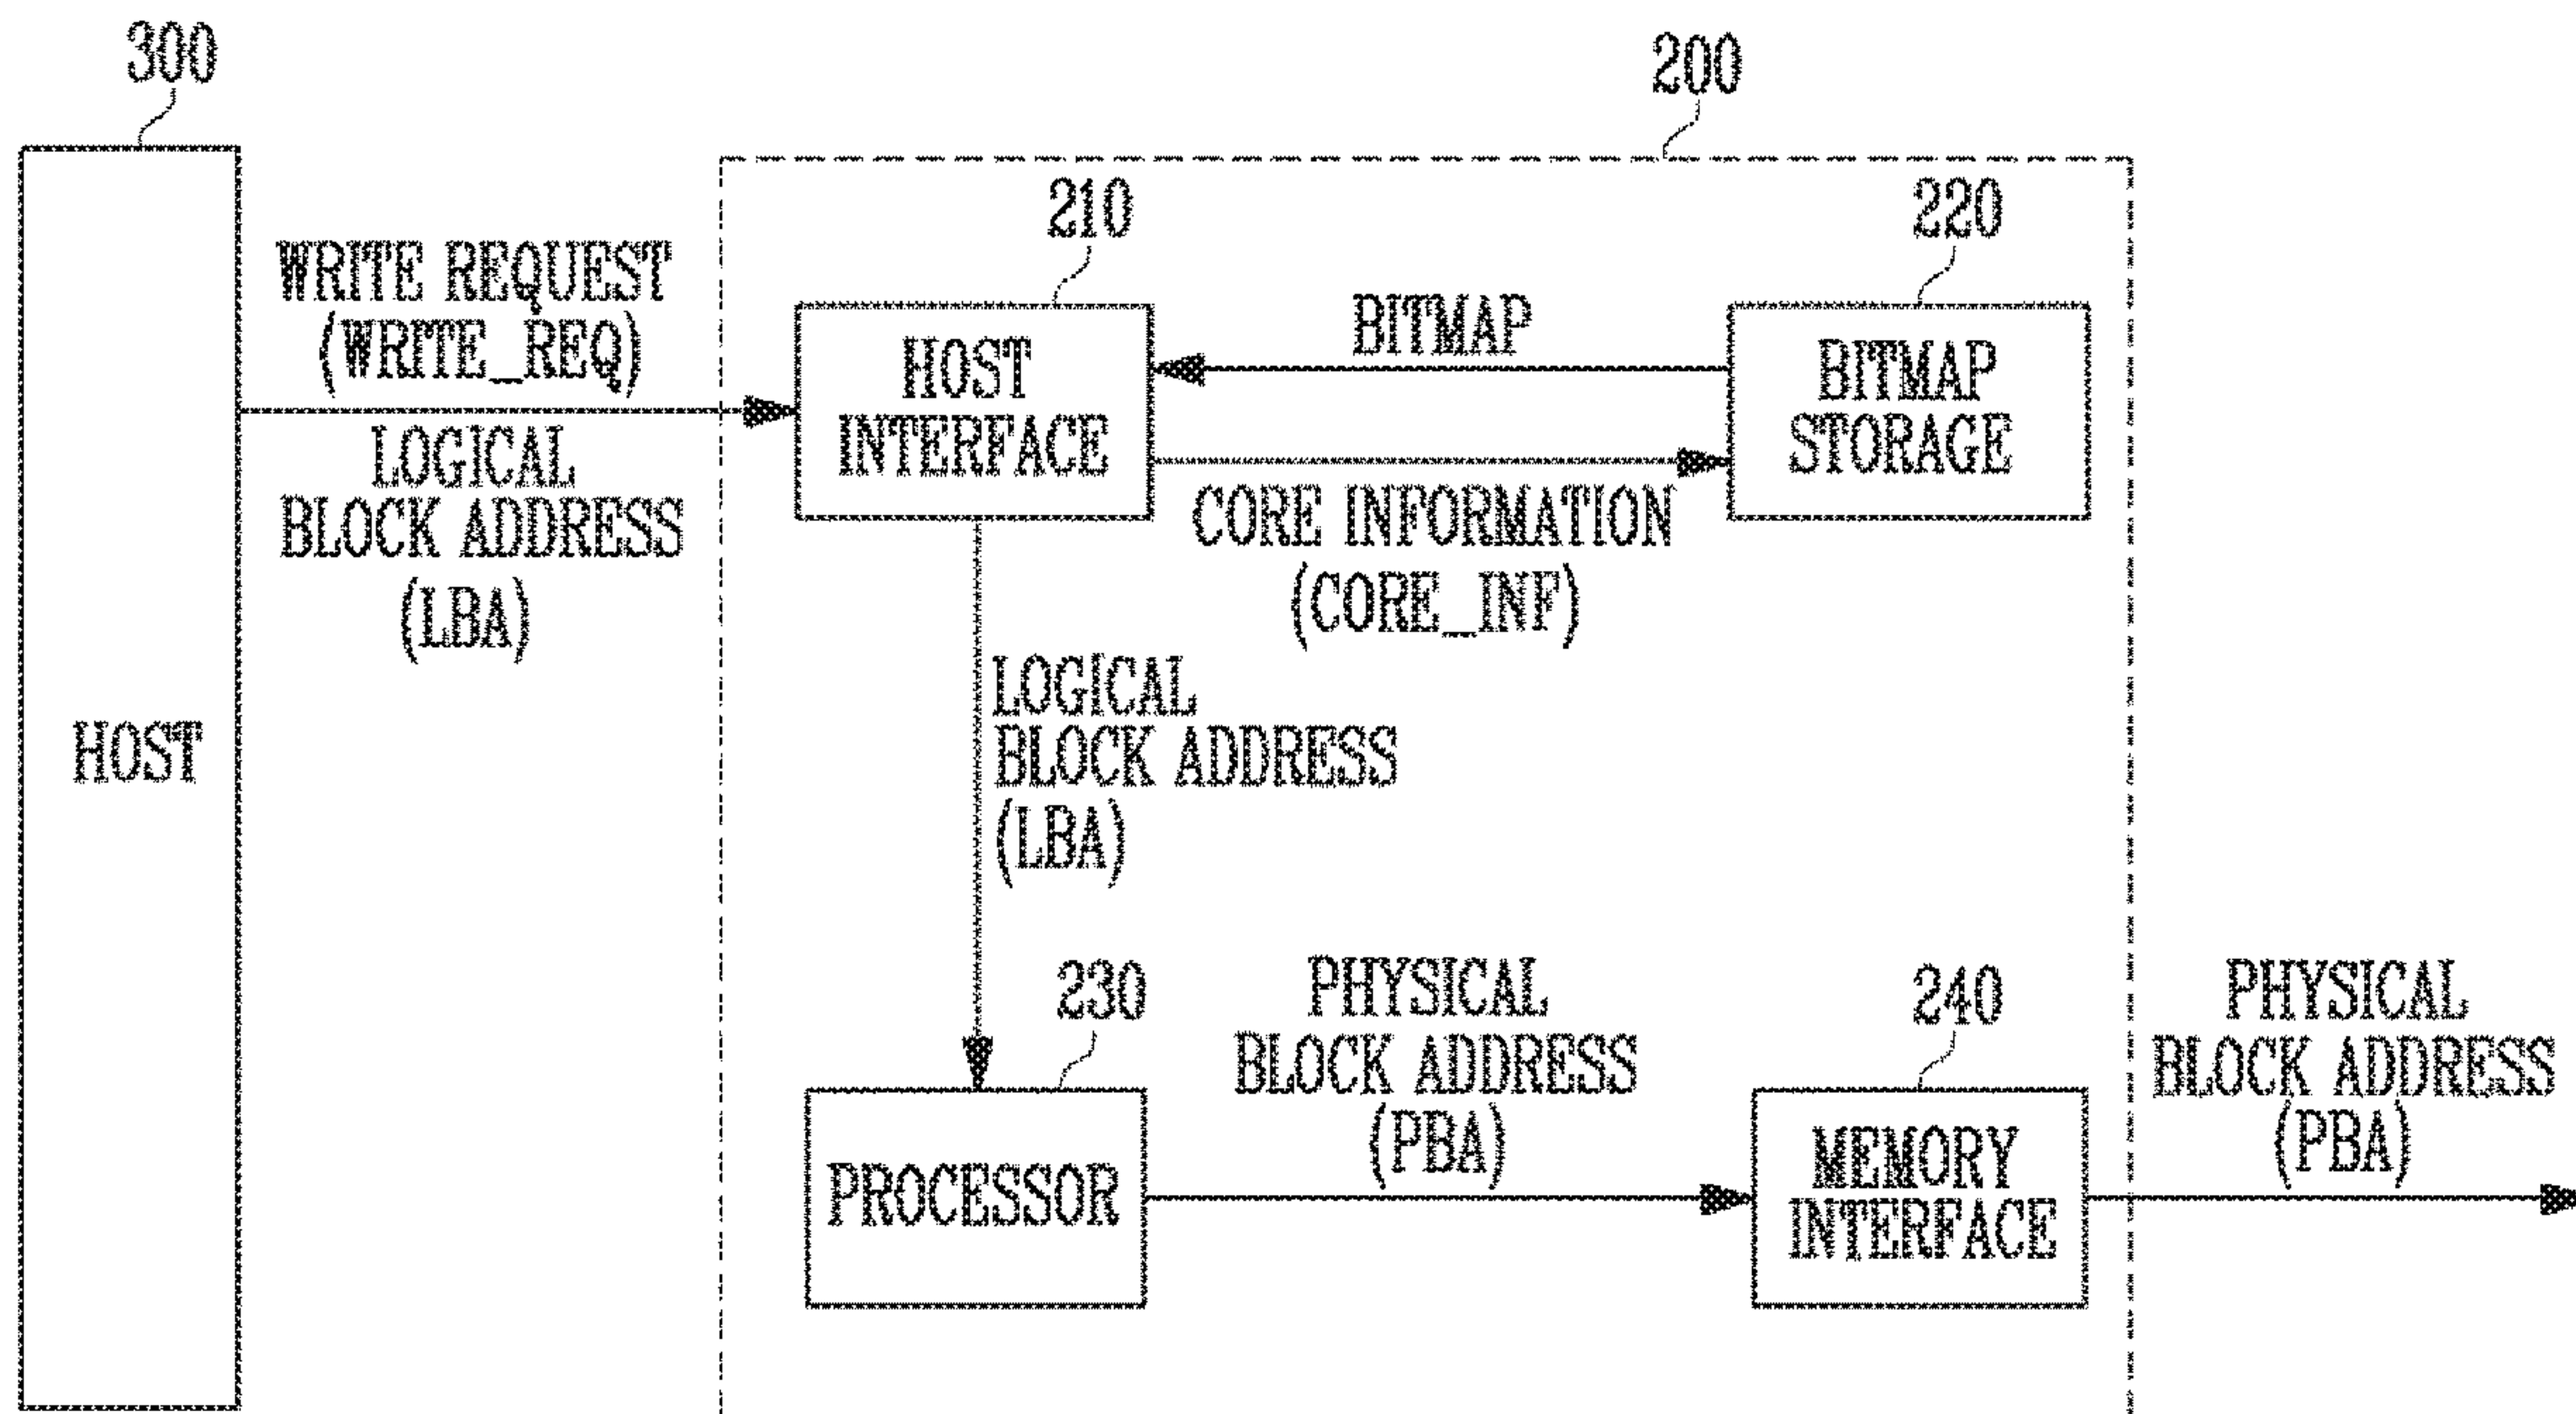 300
200
210
220
WRITE REQUEST
(WRITE_REQ)
LOGICAL
BLOCK ADDRESS
(LBA)
HOST
INTERFACE
BITMAP
BITMAP
STORAGE
CORE INFORMATION
(CORE_INF)
HOST
LOGICAL
BLOCK ADDRESS
(LBA)
230
PHYSICAL
BLOCK ADDRESS
(PBA)
240
PHYSICAL
BLOCK ADDRESS
(PBA)
PROCESSOR
MEMORY
INTERFACE